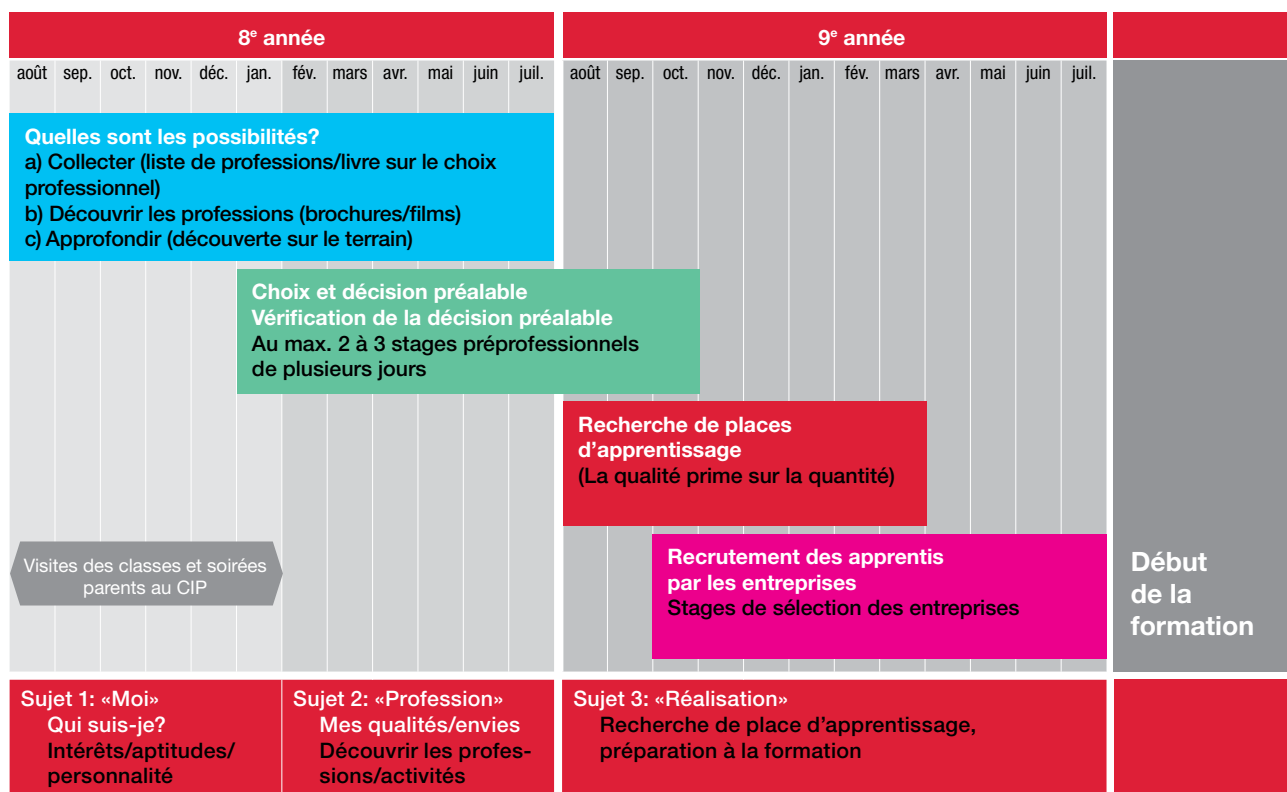 8e année
9e année
août sep. oct. nov. déc. jan. fév. mars avr. mai juin juil.
août sep. oct. nov. déc. jan. fév. mars avr. mai juin juil.
Quelles sont les possibilités?
a) Collecter (liste de professions/livre sur le choix
professionnel)
b) Découvrir les professions (brochures/films)
c) Approfondir (découverte sur le terrain)
Choix et décision préalable
Vérification de la décision préalable
Au max. 2 à 3 stages préprofessionnels
de plusieurs jours
Recherche de places
d’apprentissage
(La qualité prime sur la quantité)
Visites des classes et soirées
parents au CIP
Recrutement des apprentis
par les entreprises
Stages de sélection des entreprises
Début
de la
formation
Sujet 1: «Moi»
Qui suis-je?
Intérêts/aptitudes/
personnalité
Sujet 2: «Profession»
Mes qualités/envies
Découvrir les profes-
sions/activités
Sujet 3: «Réalisation»
Recherche de place d’apprentissage,
préparation à la formation